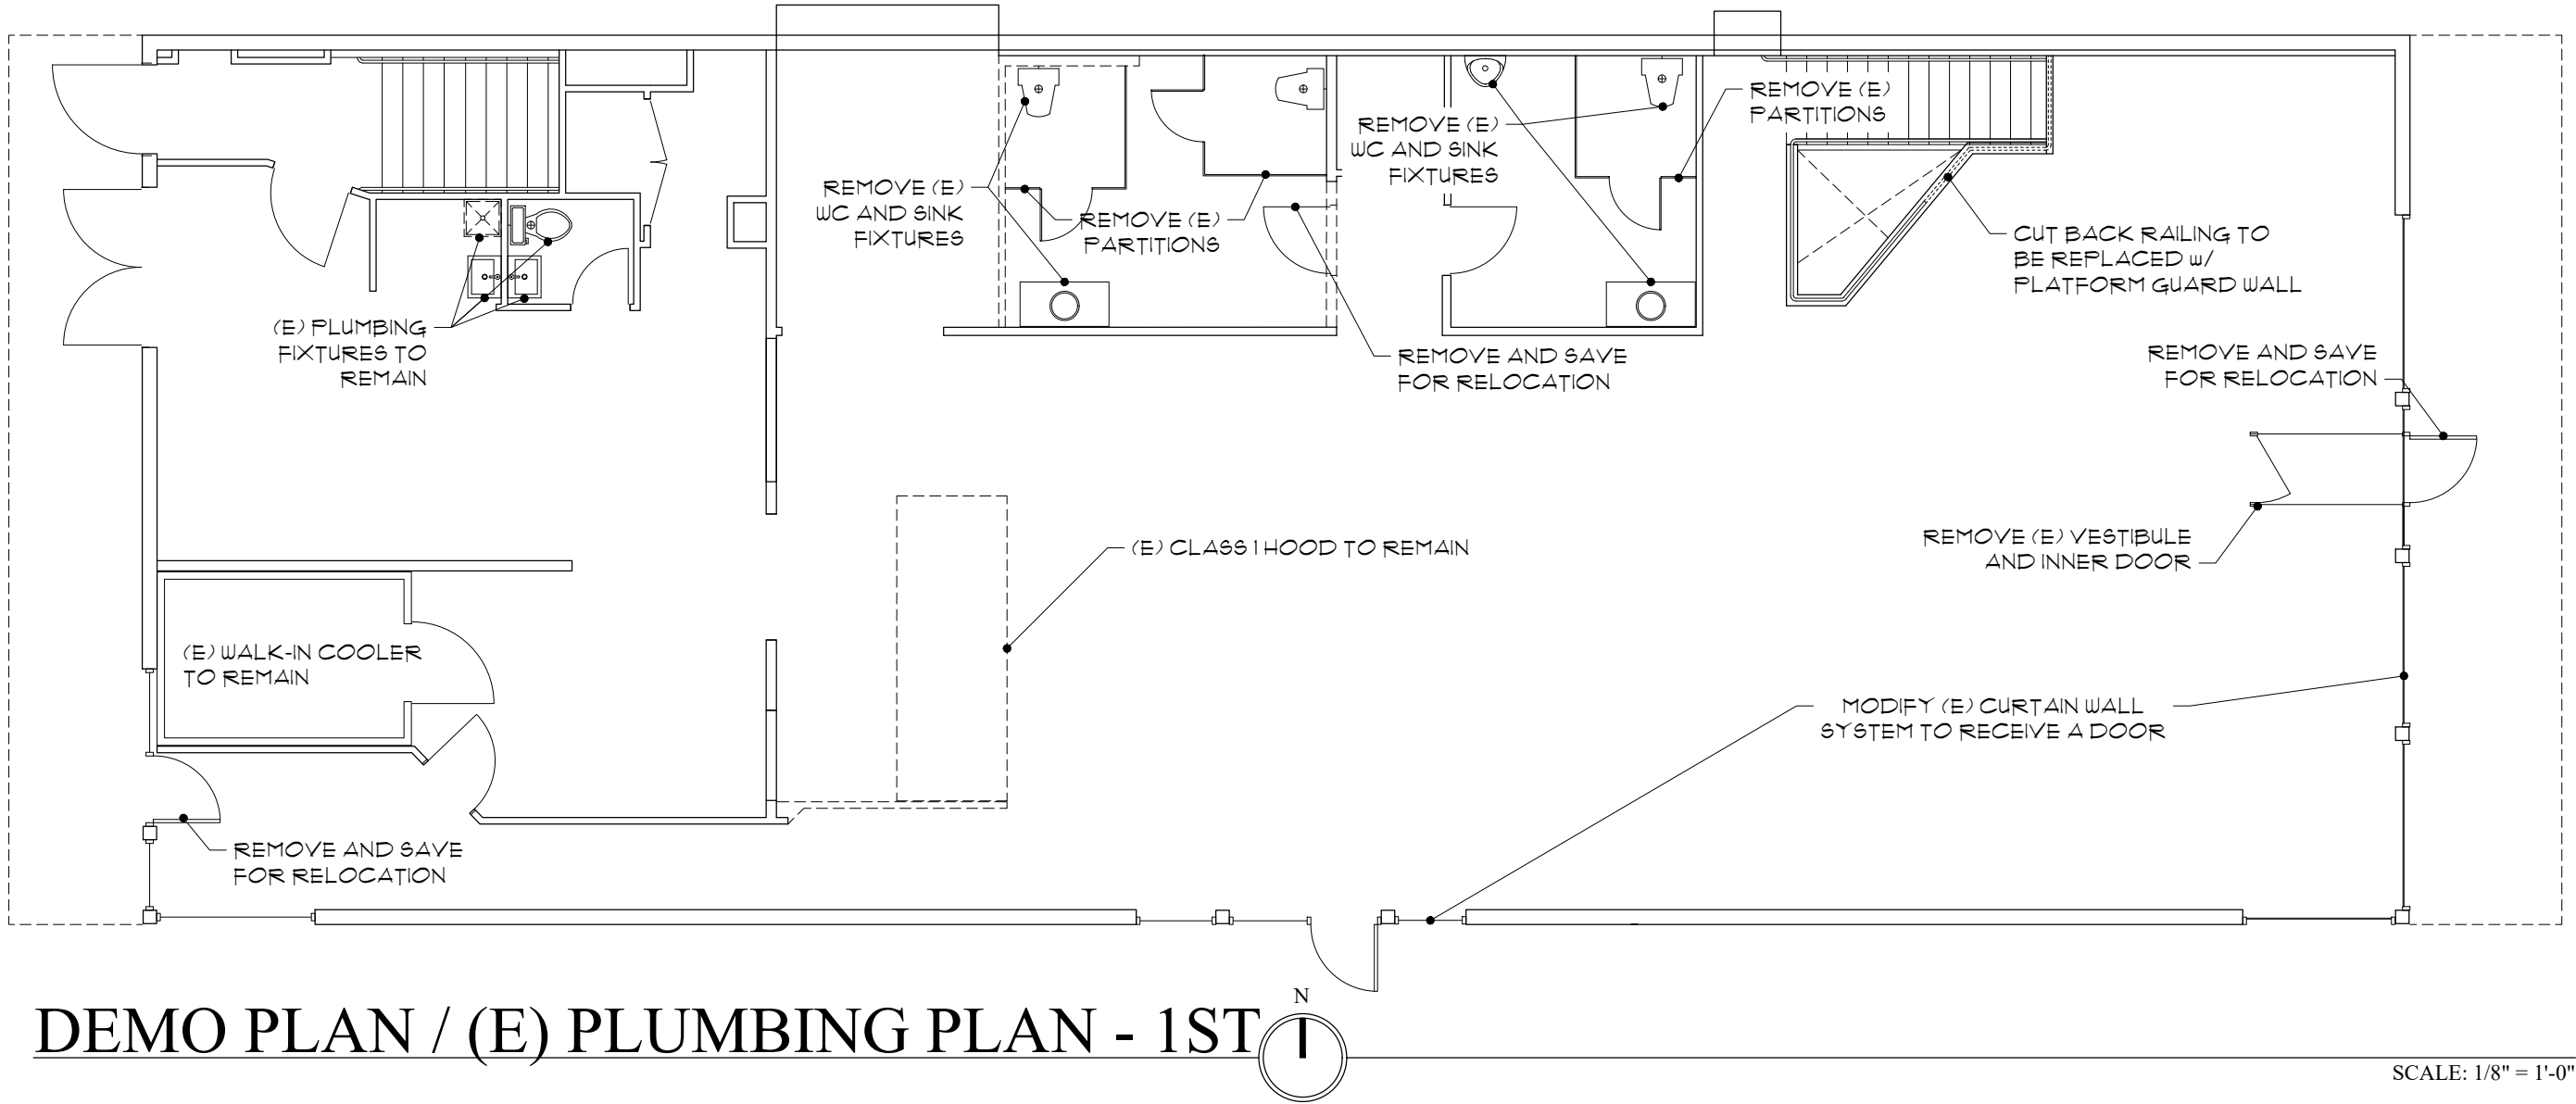 REMOVE (E)
PARTITIONS
REMOVE (E)
WC AND SINK
FIXTURES
REMOVE (E)
WC AND SINK
FIXTURES
REMOVE (E)
PARTITIONS
CUT BACK RAILING TO
BE REPLACED w/
PLATFORM GUARD WALL
(E) PLUMBING
FIXTURES TO
REMAIN
REMOVE AND SAVE
FOR RELOCATION
REMOVE AND SAVE
FOR RELOCATION
(E) CLASS 1 HOOD TO REMAIN
REMOVE (E) VESTIBULE
AND INNER DOOR
(E) WALK-IN COOLER
TO REMAIN
MODIFY (E) CURTAIN WALL
SYSTEM TO RECEIVE A DOOR
REMOVE AND SAVE
FOR RELOCATION
DEMO PLAN / (E) PLUMBING PLAN - 1ST
N
SCALE: 1/8" = 1'-0"